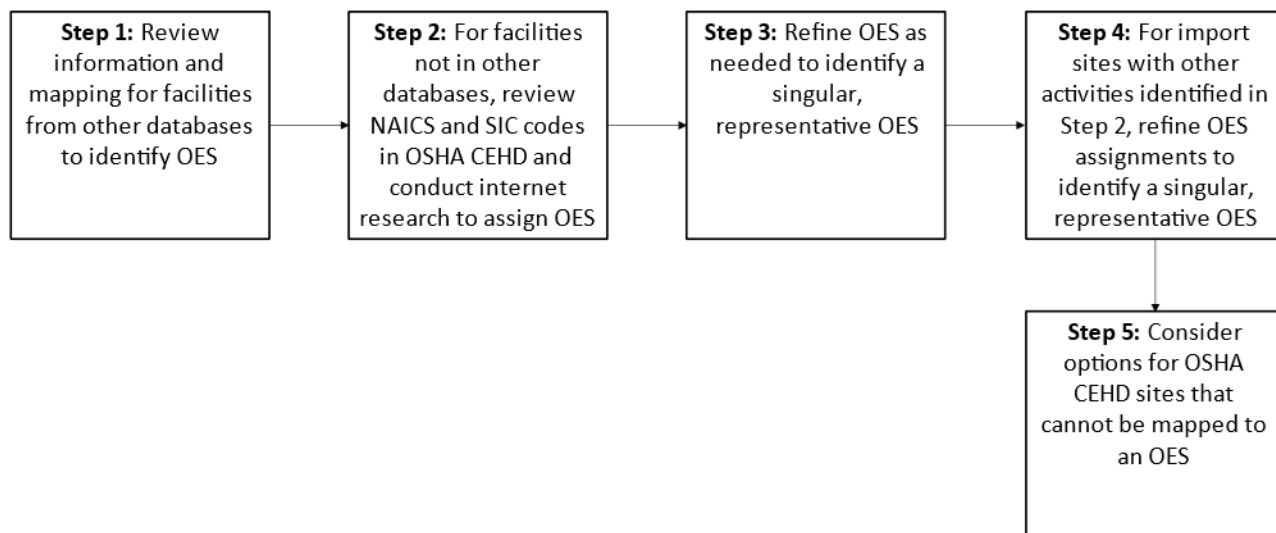 Step 1: Review
information and
mapping for facilities
from other databases
to identify OES
Step 2: For facilities
not in other
databases, review
NAICS and SIC codes
in OSHA CEHD and
conduct internet
research to assign OES
Step 3: Refine OES as
needed to identify a
singular,
representative OES
Step 4: For import
sites with other
activities identified in
Step 2, refine OES
assignments to
identify a singular,
representative OES
Step 5: Consider
options for OSHA
CEHD sites that
cannot be mapped to
an OES